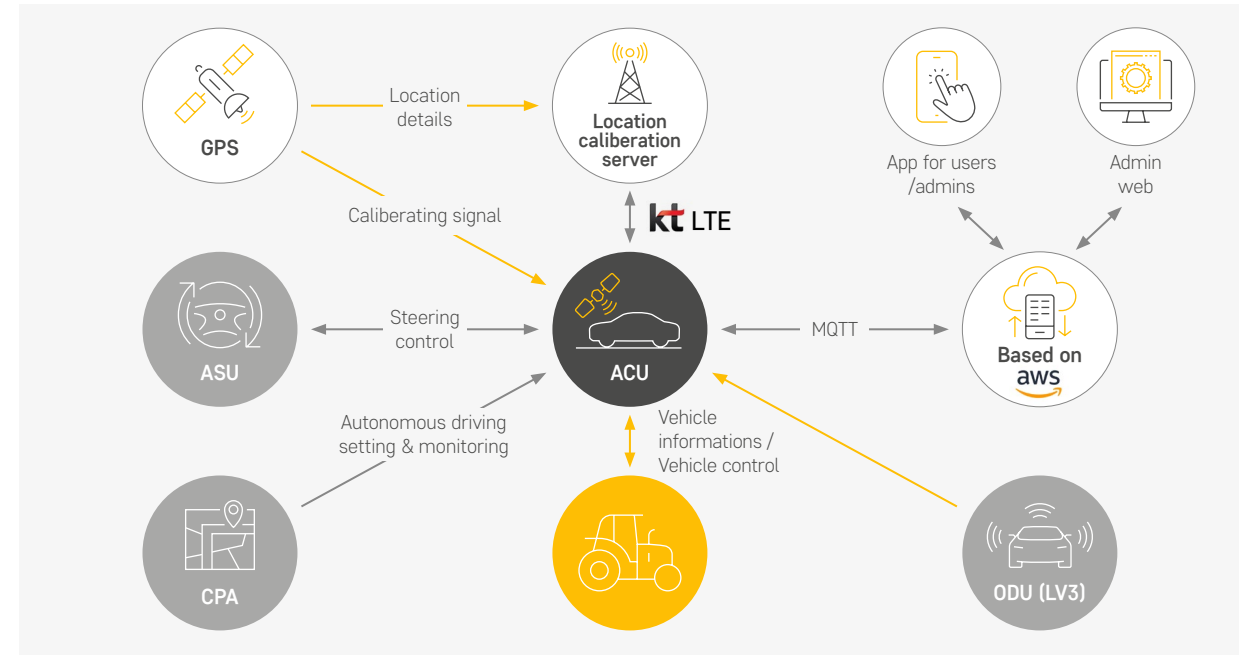 GPS
Location
details
Location
caliberation
server
App for users
/admins
Admin
web
Caliberating signal
kt LTE
ASU
Steering
control
ACU
MQTT
Based on
aws
Autonomous driving
setting & monitoring
Vehicle
informations /
Vehicle control
CPA
ODU (LV3)